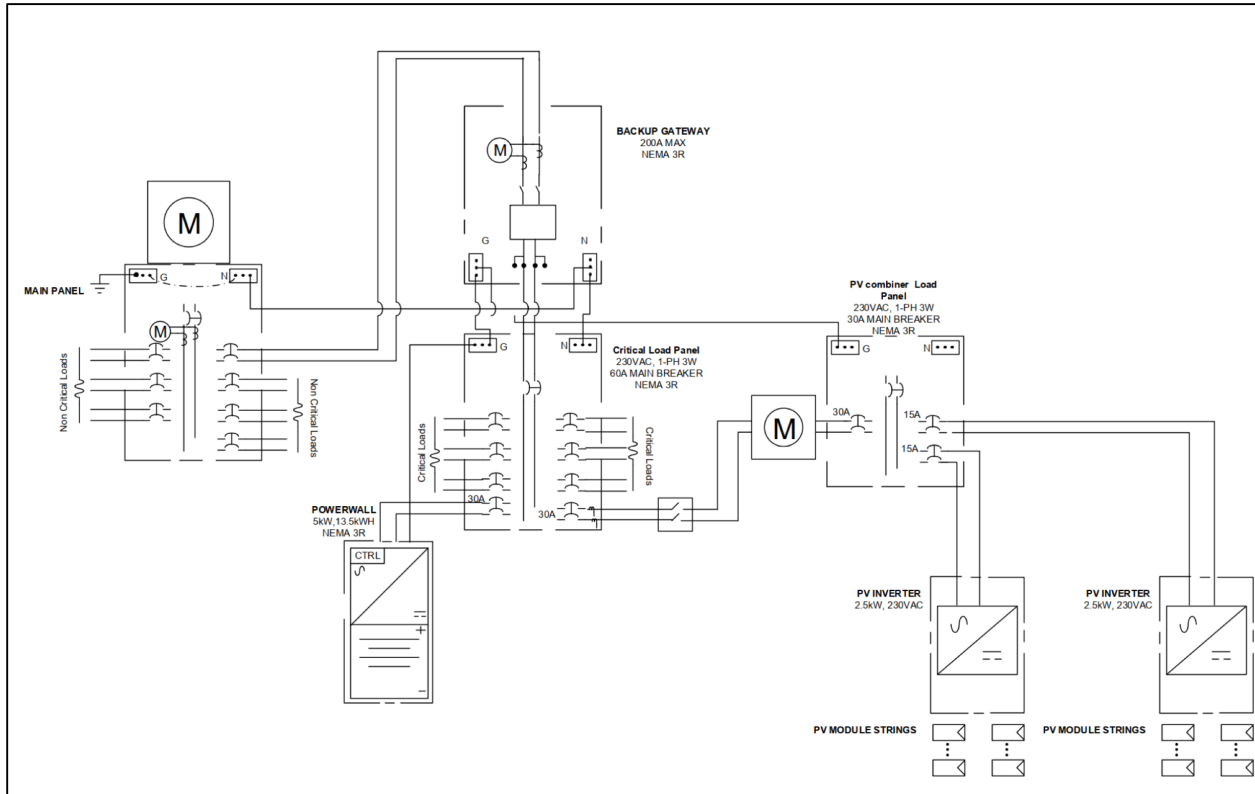 BACKUP GATEWAY
200A MAX
NEMA 3R
M
M
G
N
MAIN PANEL
G
N
M
Non Critical Loads
Non Critical Loads
PV combiner Load
Panel
230VAC, 1-PH 3W
30A MAIN BREAKER
NEMA 3R
G
N
Critical Load Panel
230VAC, 1-PH 3W
60A MAIN BREAKER
NEMA 3R
G
N
Critical Loads
Critical Loads
30A
30A
M
30A
15A
15A
POWERWALL
5kW,13.5kWH
NEMA 3R
CTRL
+
−
PV INVERTER
2.5kW, 230VAC
PV INVERTER
2.5kW, 230VAC
PV MODULE STRINGS
PV MODULE STRINGS